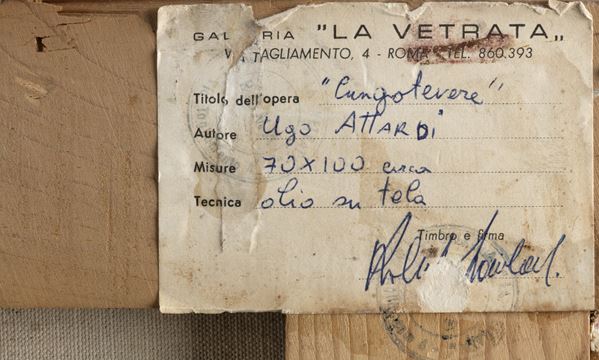 GALLERIA "LA VETRATA"
VIA TAGLIAMENTO, 4 - ROMA - TEL. 860.393
Titolo dell'opera "Lungotevere"
Autore Ugo Attardi
Misure 70x100 circa
Tecnica olio su tela
Timbro e firma